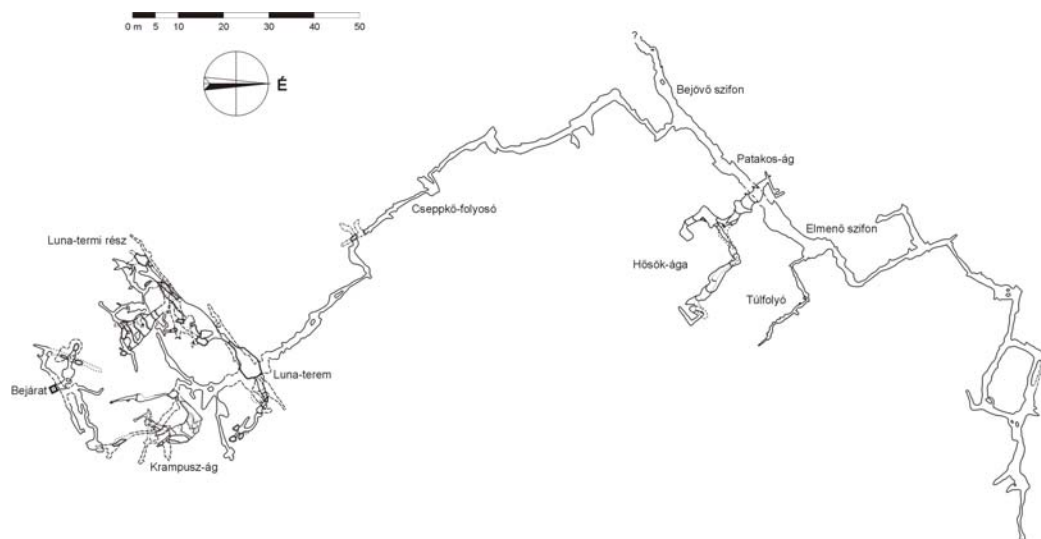 0 m 5 10 20 30 40 50
É
?
Bejövő szifon
Patakos-ág
Cseppkő-folyosó
Elmenő szifon
Luna-termi rész
Hősök-ága
Túlfolyó
Luna-terem
Bejárat
Krampusz-ág